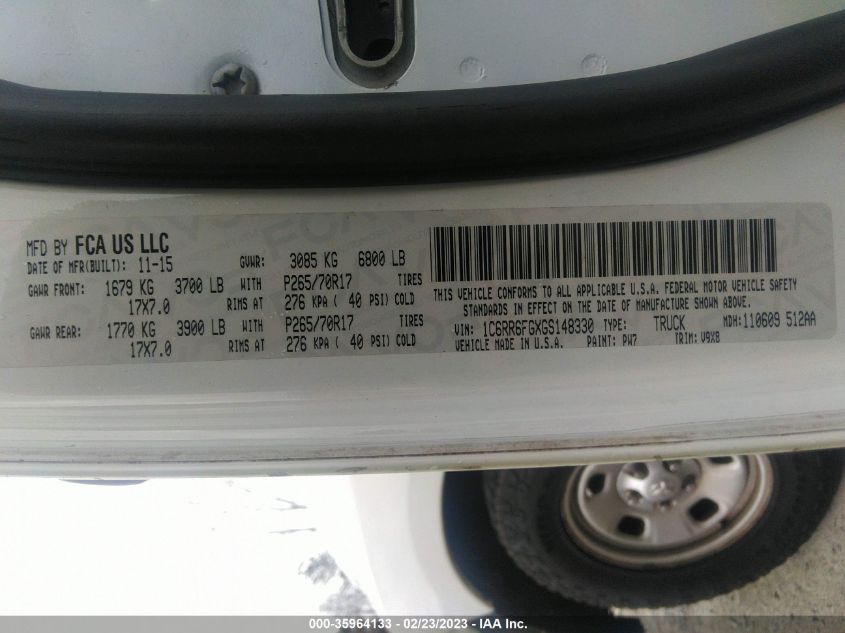 MFD BY FCA US LLC
DATE OF MFR(BUILT): 11-15 GVWR: 3085 KG 6800 LB
GAWR FRONT: 1679 KG 3700 LB WITH P265/70R17 TIRES
17X7.0 RIMS AT 276 KPA ( 40 PSI) COLD
GAWR REAR: 1770 KG 3900 LB WITH P265/70R17 TIRES
17X7.0 RIMS AT 276 KPA ( 40 PSI) COLD
THIS VEHICLE CONFORMS TO ALL APPLICABLE U.S.A. FEDERAL MOTOR VEHICLE SAFETY
STANDARDS IN EFFECT ON THE DATE OF MANUFACTURE SHOWN ABOVE.
VIN: 1C6RR6FGXGS148330 TYPE: TRUCK MDH: 110609 512AA
VEHICLE MADE IN U.S.A. PAINT: PW7 TRIM: V9X8
000-35964133 - 02/23/2023 - IAA Inc.